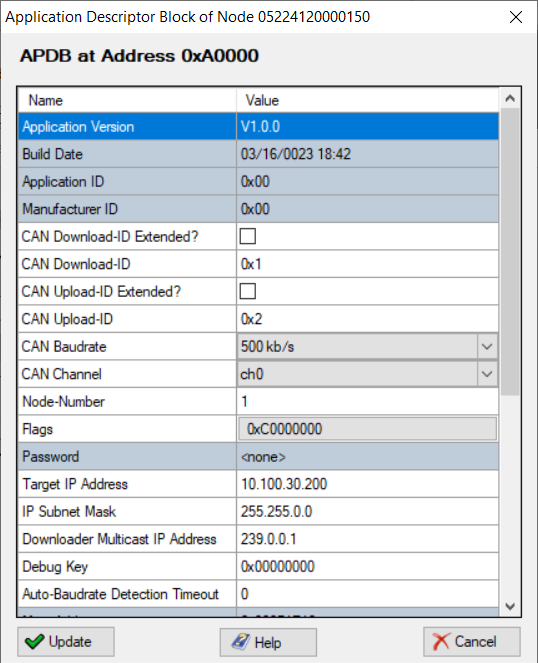 Application Descriptor Block of Node 05224120000150
APDB at Address 0xA0000
Name Value
Application Version V1.0.0
Build Date 03/16/0023 18:42
Application ID 0x00
Manufacturer ID 0x00
CAN Download-ID Extended?
CAN Download-ID 0x1
CAN Upload-ID Extended?
CAN Upload-ID 0x2
CAN Baudrate 500 kb/s
CAN Channel ch0
Node-Number 1
Flags 0xC0000000
Password <none>
Target IP Address 10.100.30.200
IP Subnet Mask 255.255.0.0
Downloader Multicast IP Address 239.0.0.1
Debug Key 0x00000000
Auto-Baudrate Detection Timeout 0
Update Help Cancel